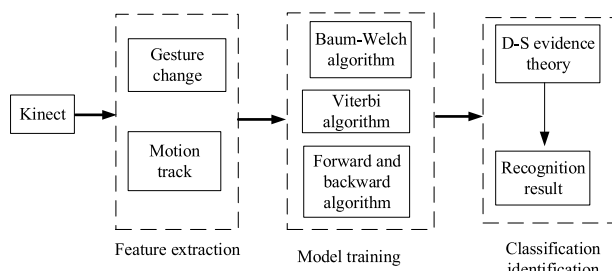 Kinect
Gesture
change
Motion
track
Feature extraction
Baum-Welch
algorithm
Viterbi
algorithm
Forward and
backward
algorithm
Model training
D-S evidence
theory
Recognition
result
Classification
identification